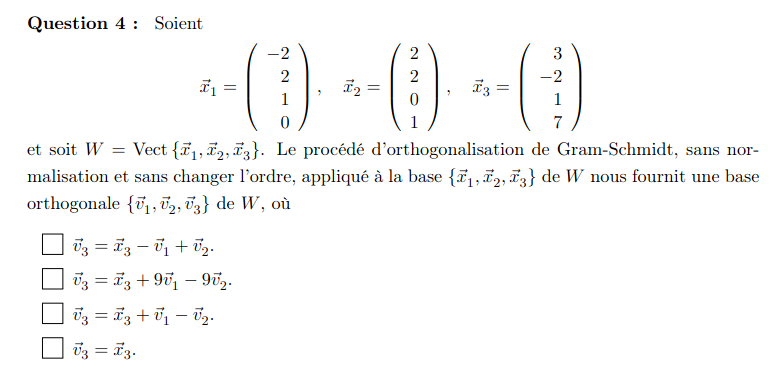 Question 4 : Soient
$\vec{x}_1 = \begin{pmatrix} -2 \\ 2 \\ 1 \\ 0 \end{pmatrix}, \quad \vec{x}_2 = \begin{pmatrix} 2 \\ 2 \\ 0 \\ 1 \end{pmatrix}, \quad \vec{x}_3 = \begin{pmatrix} 3 \\ -2 \\ 1 \\ 7 \end{pmatrix}$
et soit $W = \text{Vect}\{\vec{x}_1, \vec{x}_2, \vec{x}_3\}$. Le procédé d'orthogonalisation de Gram-Schmidt, sans nor-
malisation et sans changer l'ordre, appliqué à la base $\{\vec{x}_1, \vec{x}_2, \vec{x}_3\}$ de $W$ nous fournit une base
orthogonale $\{\vec{v}_1, \vec{v}_2, \vec{v}_3\}$ de $W$, où
☐ $\vec{v}_3 = \vec{x}_3 - \vec{v}_1 + \vec{v}_2$.
☐ $\vec{v}_3 = \vec{x}_3 + 9\vec{v}_1 - 9\vec{v}_2$.
☐ $\vec{v}_3 = \vec{x}_3 + \vec{v}_1 - \vec{v}_2$.
☐ $\vec{v}_3 = \vec{x}_3$.